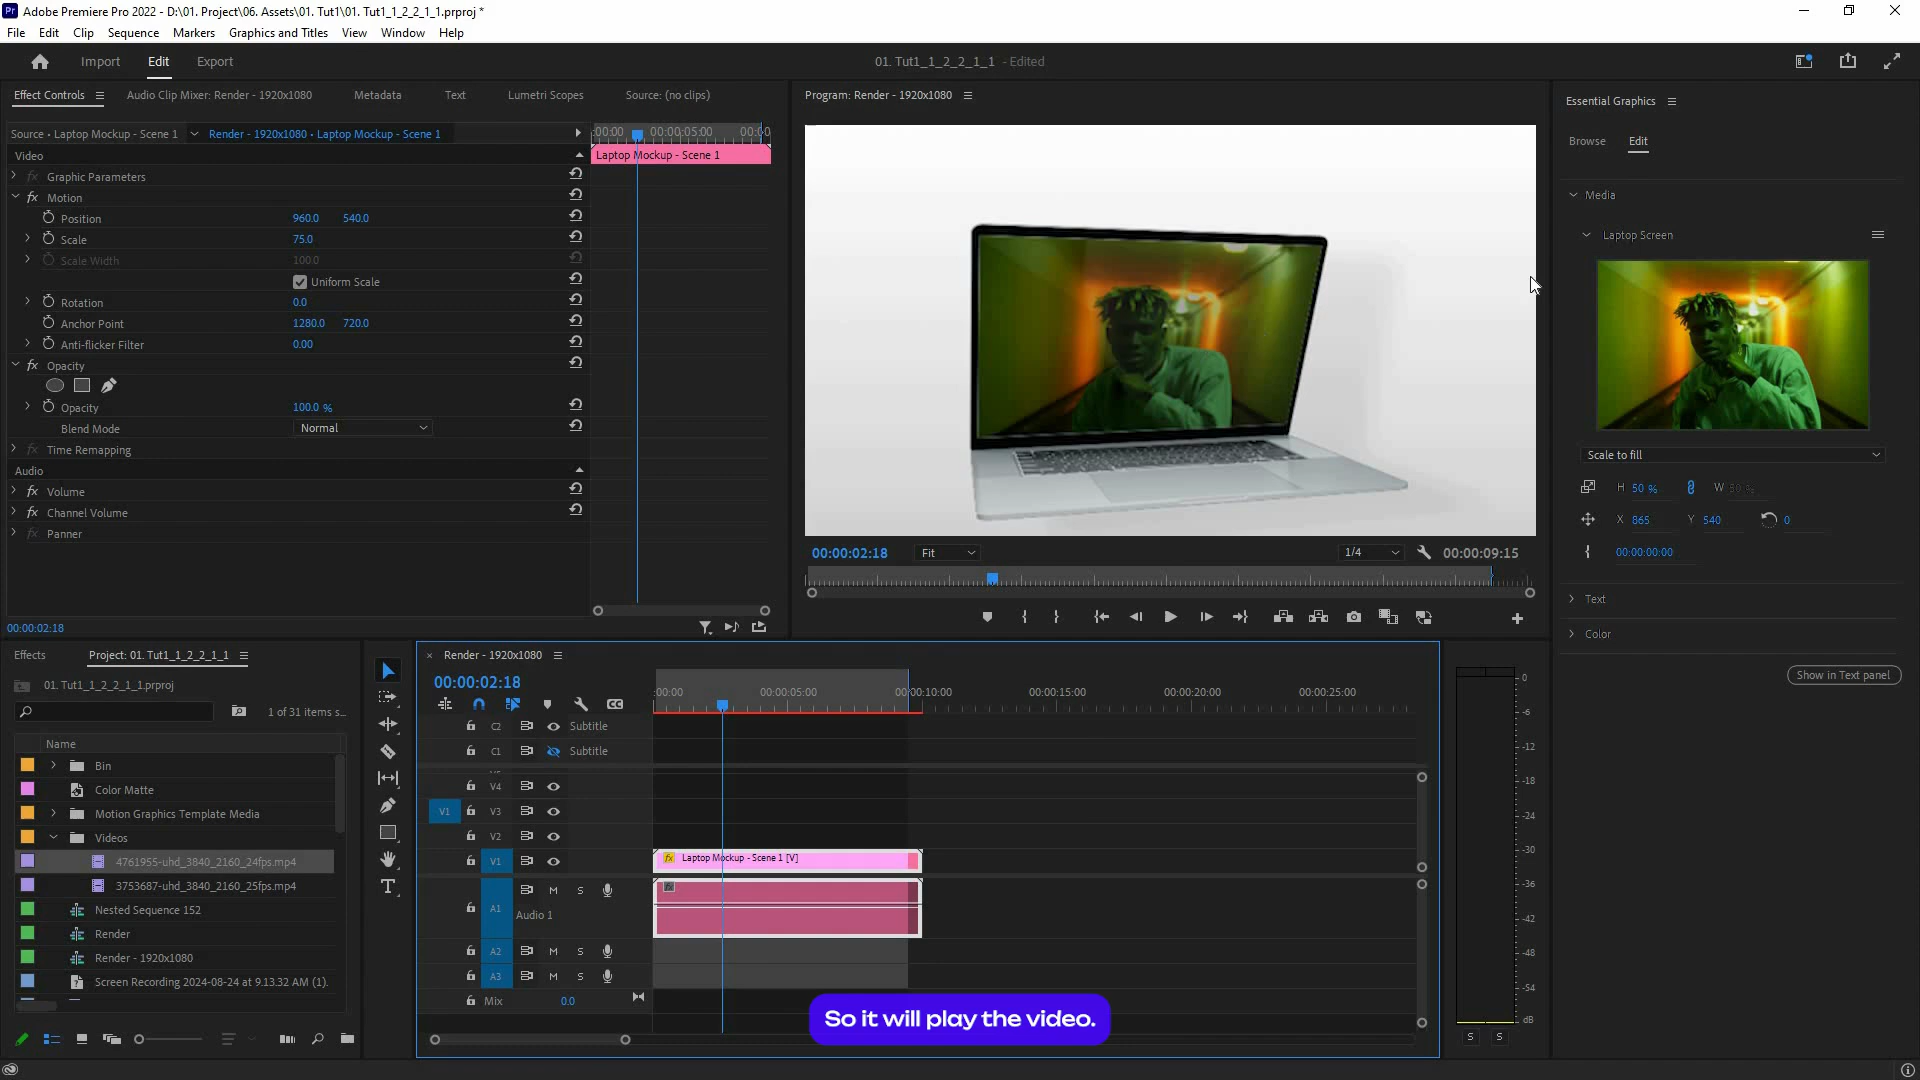 Adobe Premiere Pro 2022 - D:\01. Project\06. Assets\01. Tut1\01. Tut1_1_2_2_1_1.prproj *
File Edit Clip Sequence Markers Graphics and Titles View Window Help
Import Edit Export
01. Tut1_1_2_2_1_1 - Edited
Effect Controls Audio Clip Mixer: Render - 1920x1080 Metadata Text Lumetri Scopes Source: (no clips)
Source • Laptop Mockup - Scene 1 Render - 1920x1080 • Laptop Mockup - Scene 1
:00:00 00:00:05:00 00:0
Video
Laptop Mockup - Scene 1
fx Graphic Parameters
fx Motion
Position 960.0 540.0
Scale 75.0
Scale Width 100.0
Uniform Scale
Rotation 0.0
Anchor Point 1280.0 720.0
Anti-flicker Filter 0.00
fx Opacity
Opacity 100.0 %
Blend Mode Normal
fx Time Remapping
Audio
fx Volume
fx Channel Volume
fx Panner
00:00:02:18
Program: Render - 1920x1080
00:00:02:18 Fit 1/4 00:00:09:15
Essential Graphics
Browse Edit
Media
Laptop Screen
Scale to fill
H 50 % W 50 %
X 865 Y 540 0
00:00:00:00
Text
Color
Show in Text panel
Effects Project: 01. Tut1_1_2_2_1_1
01. Tut1_1_2_2_1_1.prproj
1 of 31 items s...
Name
Bin
Color Matte
Motion Graphics Template Media
Videos
4761955-uhd_3840_2160_24fps.mp4
3753687-uhd_3840_2160_25fps.mp4
Nested Sequence 152
Render
Render - 1920x1080
Screen Recording 2024-08-24 at 9.13.32 AM (1).
× Render - 1920x1080
00:00:02:18
:00:00 00:00:05:00 00:00:10:00 00:00:15:00 00:00:20:00 00:00:25:00
CC
C2 Subtitle
C1 Subtitle
V4
V1 V3
V2
V1 fx Laptop Mockup - Scene 1 [V]
A1 M S fx
Audio 1
A2 M S
A3 M S
Mix 0.0
So it will play the video.
0
-6
-12
-18
-24
-30
-36
-42
-48
-54
dB
S S